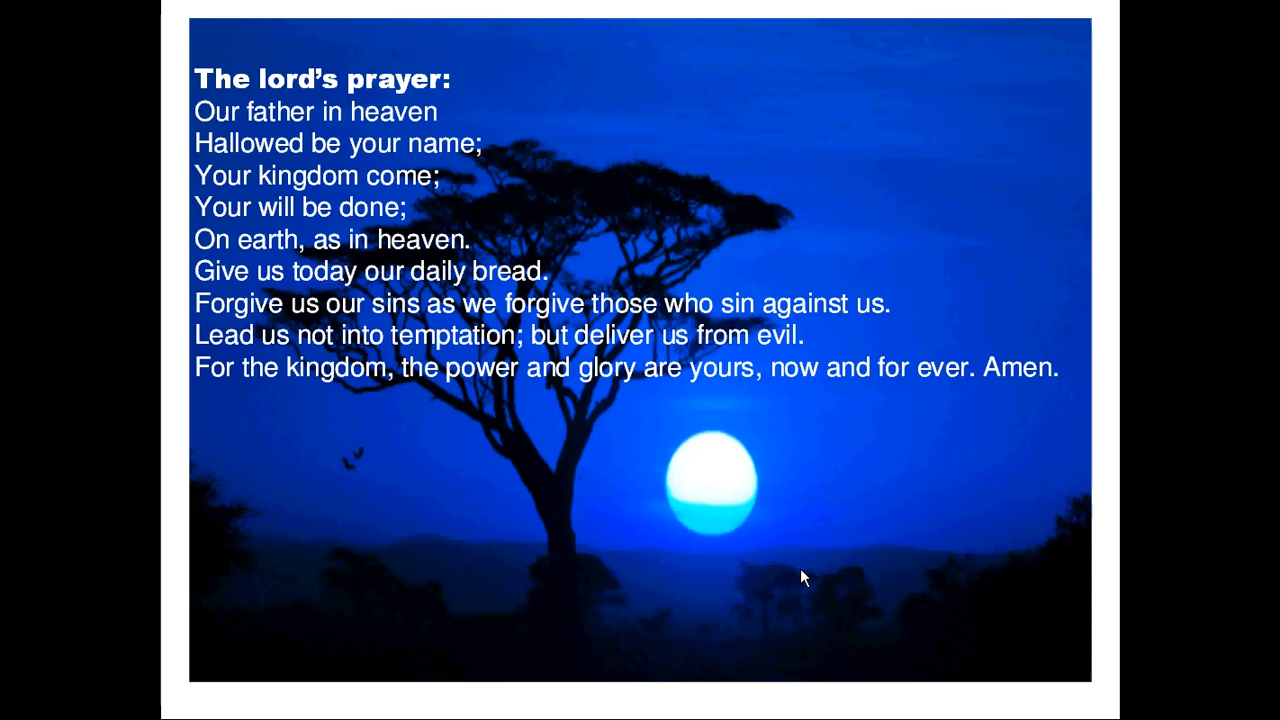 The lord’s prayer:
Our father in heaven
Hallowed be your name;
Your kingdom come;
Your will be done;
On earth, as in heaven.
Give us today our daily bread.
Forgive us our sins as we forgive those who sin against us.
Lead us not into temptation; but deliver us from evil.
For the kingdom, the power and glory are yours, now and for ever. Amen.